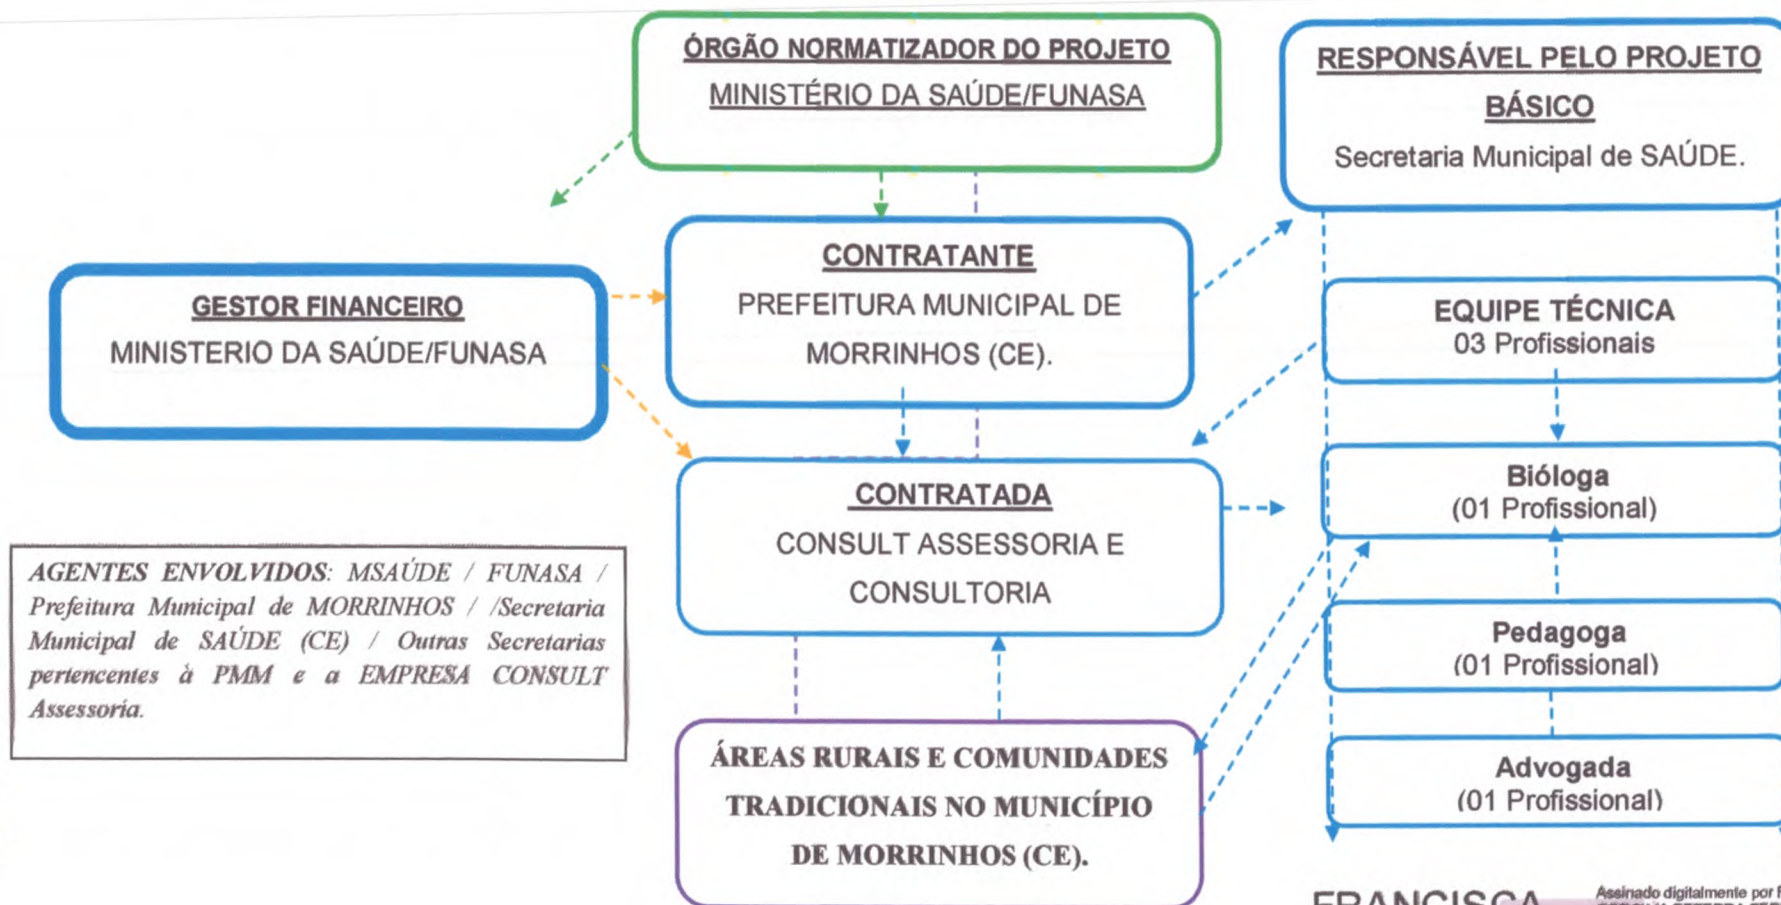 ÓRGÃO NORMATIZADOR DO PROJETO
MINISTÉRIO DA SAÚDE/FUNASA
RESPONSÁVEL PELO PROJETO
BÁSICO
Secretaria Municipal de SAÚDE.
CONTRATANTE
PREFEITURA MUNICIPAL DE
MORRINHOS (CE).
GESTOR FINANCEIRO
MINISTERIO DA SAÚDE/FUNASA
EQUIPE TÉCNICA
03 Profissionais
CONTRATADA
CONSULT ASSESSORIA E
CONSULTORIA
Bióloga
(01 Profissional)
AGENTES ENVOLVIDOS: MSAÚDE / FUNASA /
Prefeitura Municipal de MORRINHOS / /Secretaria
Municipal de SAÚDE (CE) / Outras Secretarias
pertencentes à PMM e a EMPRESA CONSULT
Assessoria.
Pedagoga
(01 Profissional)
ÁREAS RURAIS E COMUNIDADES
TRADICIONAIS NO MUNICÍPIO
DE MORRINHOS (CE).
Advogada
(01 Profissional)
FRANCISCA
Assinado digitalmente por